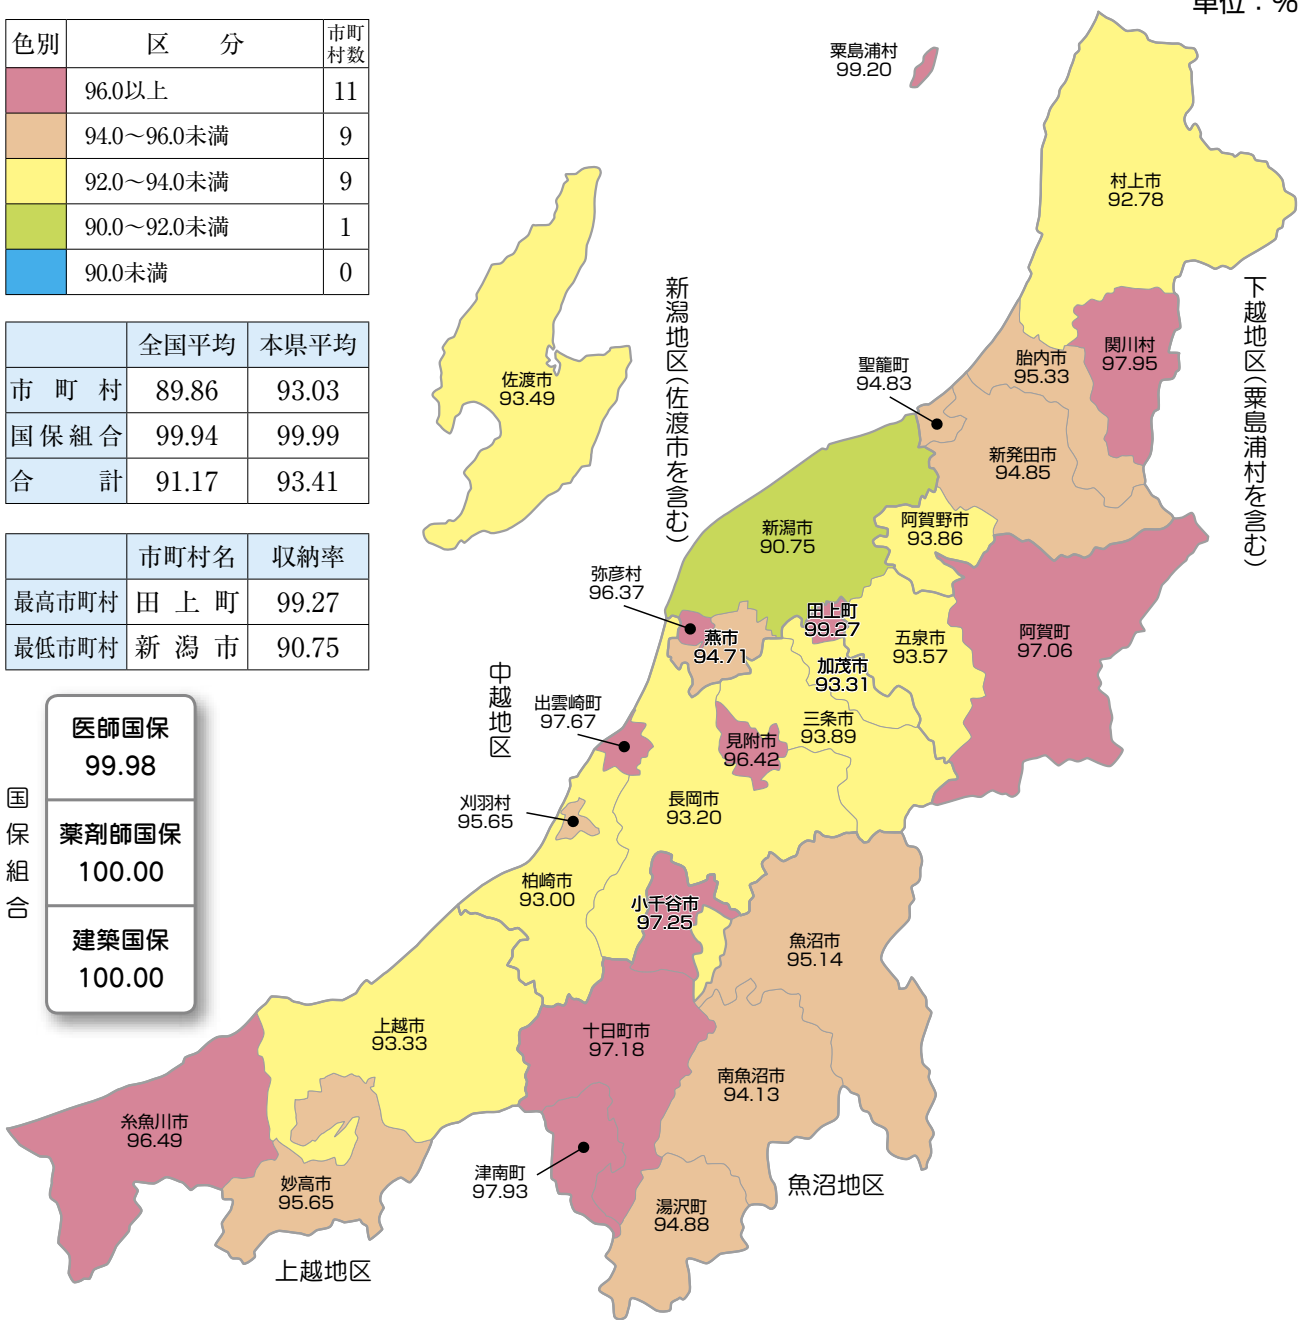 単位：%
色別 区分 市町村数
96.0以上 11
94.0～96.0未満 9
92.0～94.0未満 9
90.0～92.0未満 1
90.0未満 0
全国平均 本県平均
市町村 89.86 93.03
国保組合 99.94 99.99
合計 91.17 93.41
市町村名 収納率
最高市町村 田上町 99.27
最低市町村 新潟市 90.75
国保組合
医師国保
99.98
薬剤師国保
100.00
建築国保
100.00
粟島浦村
99.20
村上市
92.78
下越地区（粟島浦村を含む）
新潟地区（佐渡市を含む）
佐渡市
93.49
関川村
97.95
胎内市
95.33
聖籠町
94.83
新発田市
94.85
新潟市
90.75
阿賀野市
93.86
弥彦村
96.37
燕市
94.71
田上町
99.27
五泉市
93.57
阿賀町
97.06
加茂市
93.31
中越地区
出雲崎町
97.67
三条市
93.89
見附市
96.42
長岡市
93.20
刈羽村
95.65
柏崎市
93.00
小千谷市
97.25
魚沼市
95.14
上越市
93.33
十日町市
97.18
南魚沼市
94.13
糸魚川市
96.49
津南町
97.93
妙高市
95.65
湯沢町
94.88
魚沼地区
上越地区